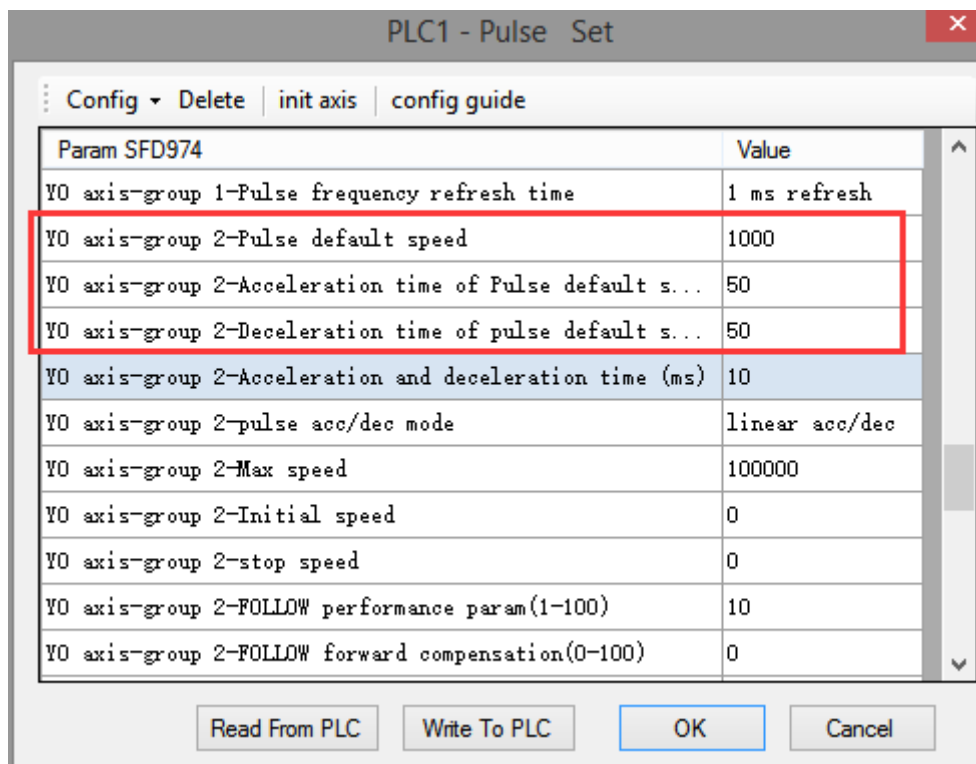 PLC1 - Pulse Set
Config Delete init axis config guide
Param SFD974 Value
Y0 axis-group 1-Pulse frequency refresh time 1 ms refresh
Y0 axis-group 2-Pulse default speed 1000
Y0 axis-group 2-Acceleration time of Pulse default s... 50
Y0 axis-group 2-Deceleration time of pulse default s... 50
Y0 axis-group 2-Acceleration and deceleration time (ms) 10
Y0 axis-group 2-pulse acc/dec mode linear acc/dec
Y0 axis-group 2-Max speed 100000
Y0 axis-group 2-Initial speed 0
Y0 axis-group 2-stop speed 0
Y0 axis-group 2-FOLLOW performance param(1-100) 10
Y0 axis-group 2-FOLLOW forward compensation(0-100) 0
Read From PLC Write To PLC OK Cancel